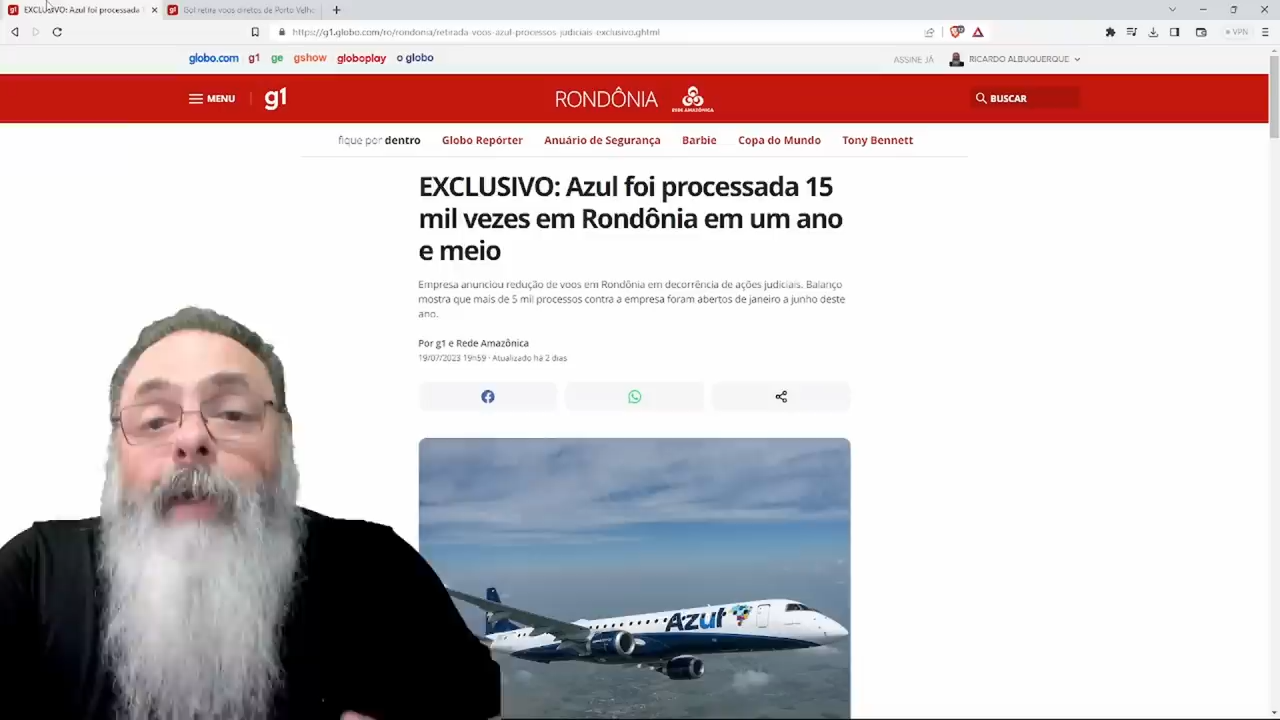 EXCLUSIVO: Azul foi processada
Gol retira voos diretos de Porto Velho
https://g1.globo.com/ro/rondonia/retirada-voos-azul-processos-judiciais-exclusivo.ghtml
VPN
globo.com g1 ge gshow globoplay o globo
ASSINE JÁ
RICARDO ALBUQUERQUE
MENU
g1
RONDÔNIA
REDE AMAZÔNICA
BUSCAR
fique por dentro
Globo Repórter
Anuário de Segurança
Barbie
Copa do Mundo
Tony Bennett
EXCLUSIVO: Azul foi processada 15
mil vezes em Rondônia em um ano
e meio
Empresa anunciou redução de voos em Rondônia em decorrência de ações judiciais. Balanço
mostra que mais de 5 mil processos contra a empresa foram abertos de janeiro a junho deste
ano.
Por g1 e Rede Amazônica
19/07/2023 19h59 · Atualizado há 2 dias
Azul